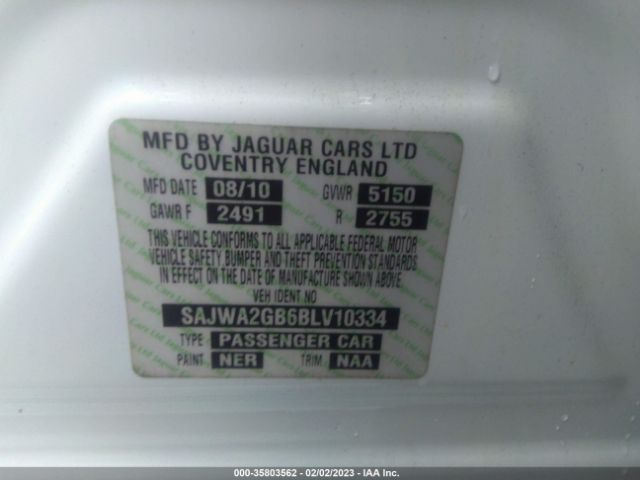 MFD BY JAGUAR CARS LTD
COVENTRY ENGLAND
MFD DATE 08/10 GVWR 5150
GAWR F 2491 R 2755
THIS VEHICLE CONFORMS TO ALL APPLICABLE FEDERAL MOTOR
VEHICLE SAFETY BUMPER AND THEFT PREVENTION STANDARDS
IN EFFECT ON THE DATE OF MANUFACTURE SHOWN ABOVE.
VEH IDENT NO
SAJWA2GB6BLV10334
TYPE PASSENGER CAR
PAINT NER TRIM NAA
000-35803562 - 02/02/2023 - IAA Inc.